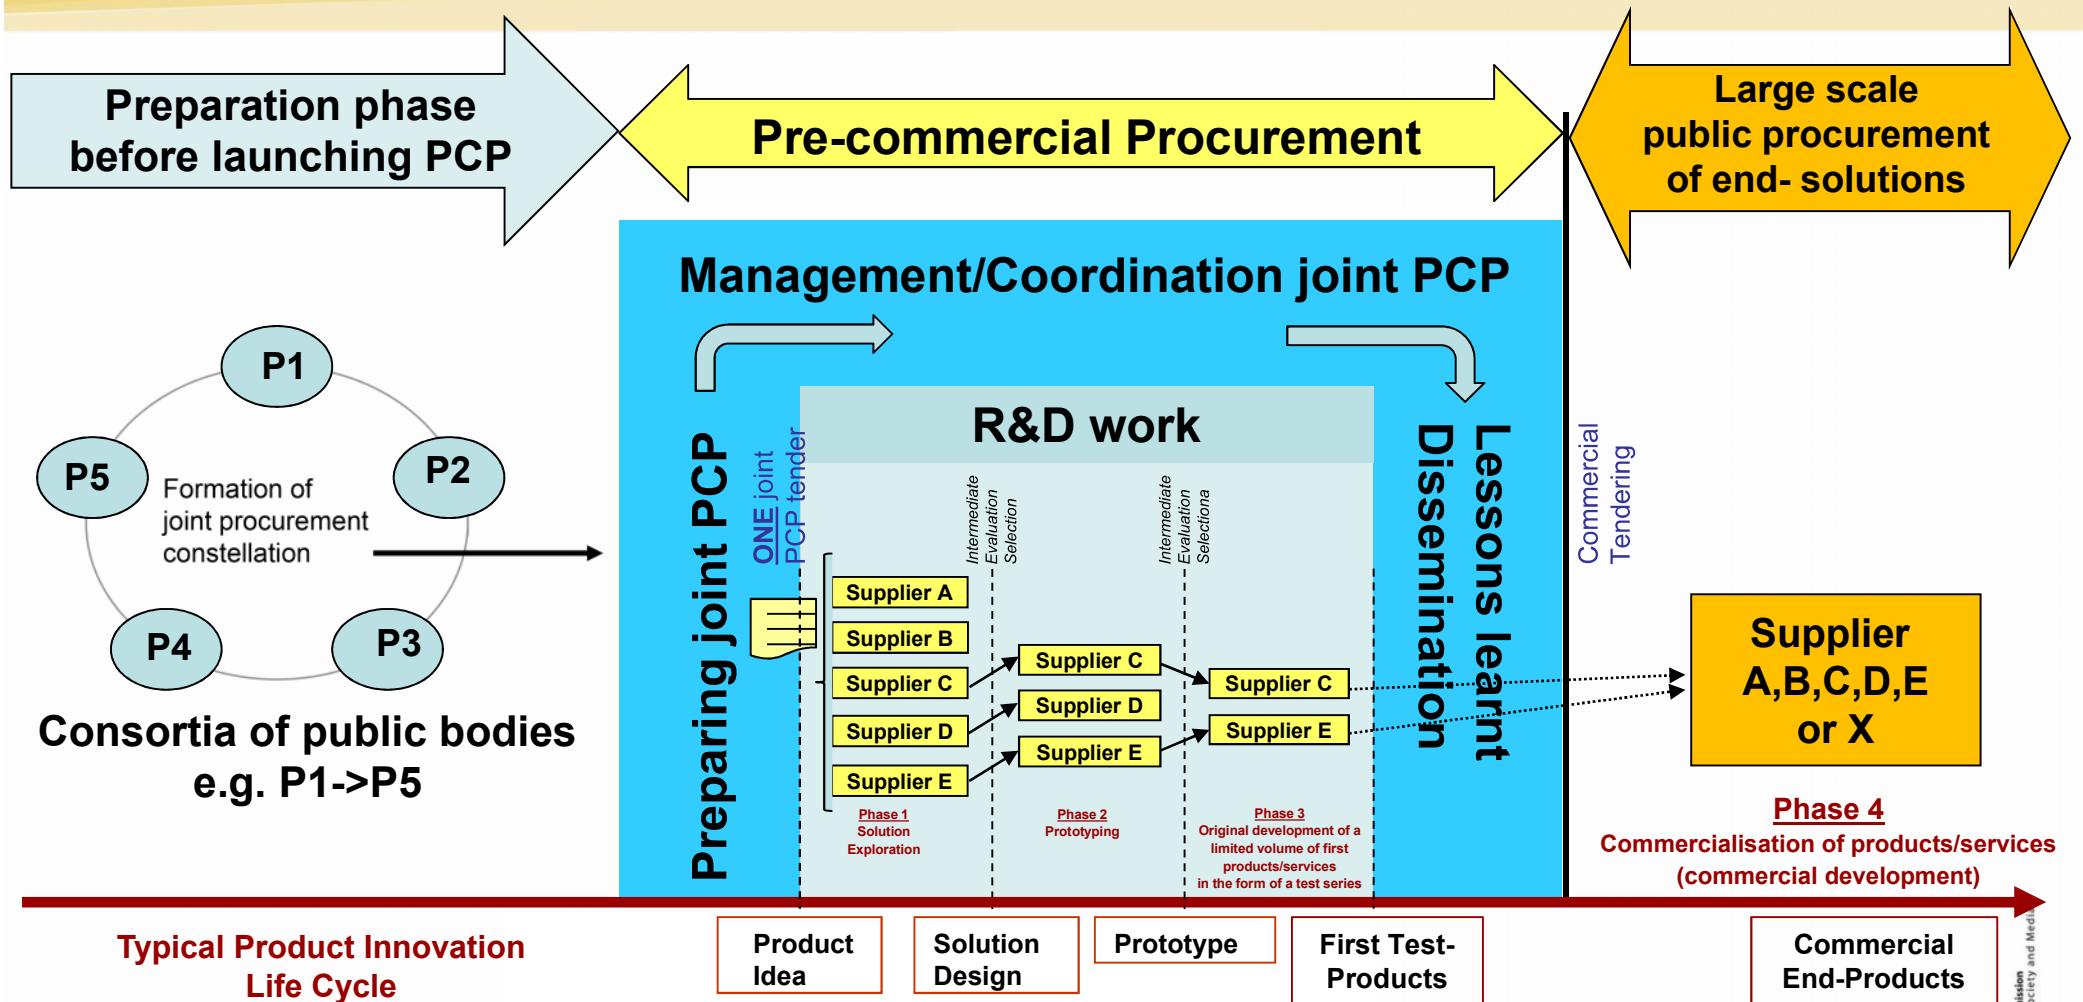 Preparation phase
before launching PCP
Pre-commercial Procurement
Large scale
public procurement
of end- solutions
Management/Coordination joint PCP
P1
P2
P3
P4
P5
Formation of
joint procurement
constellation
Consortia of public bodies
e.g. P1->P5
Preparing joint PCP
ONE joint
PCP tender
R&D work
Intermediate
Evaluation
Selection
Intermediate
Evaluation
Selectiona
Supplier A
Supplier B
Supplier C
Supplier D
Supplier E
Supplier C
Supplier D
Supplier E
Supplier C
Supplier E
Phase 1
Solution
Exploration
Phase 2
Prototyping
Phase 3
Original development of a
limited volume of first
products/services
in the form of a test series
Lessons learnt
Dissemination
Commercial
Tendering
Supplier
A,B,C,D,E
or X
Phase 4
Commercialisation of products/services
(commercial development)
Typical Product Innovation
Life Cycle
Product
Idea
Solution
Design
Prototype
First Test-
Products
Commercial
End-Products